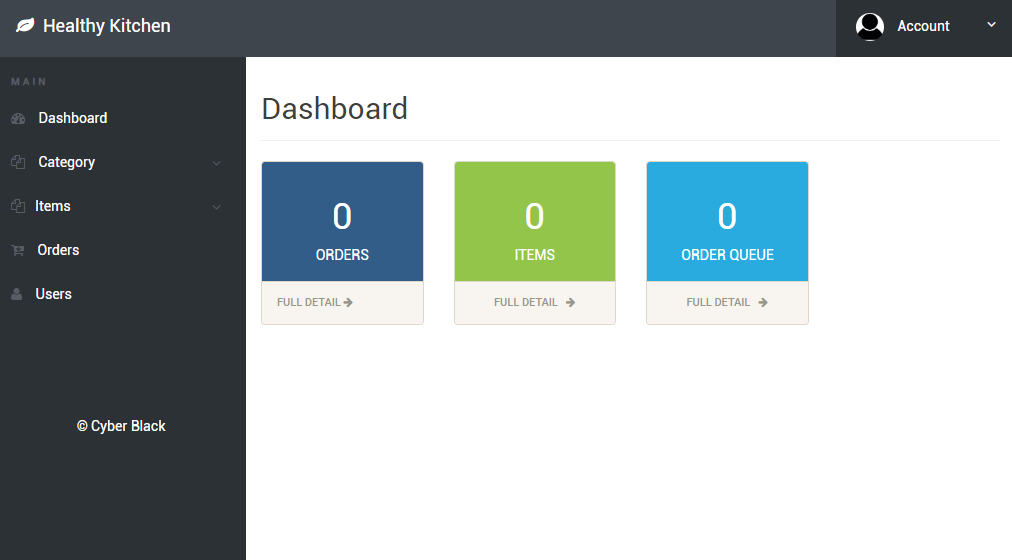 Healthy Kitchen
Account
MAIN
Dashboard
Category
Items
Orders
Users
© Cyber Black
Dashboard
0
ORDERS
FULL DETAIL
0
ITEMS
FULL DETAIL
0
ORDER QUEUE
FULL DETAIL